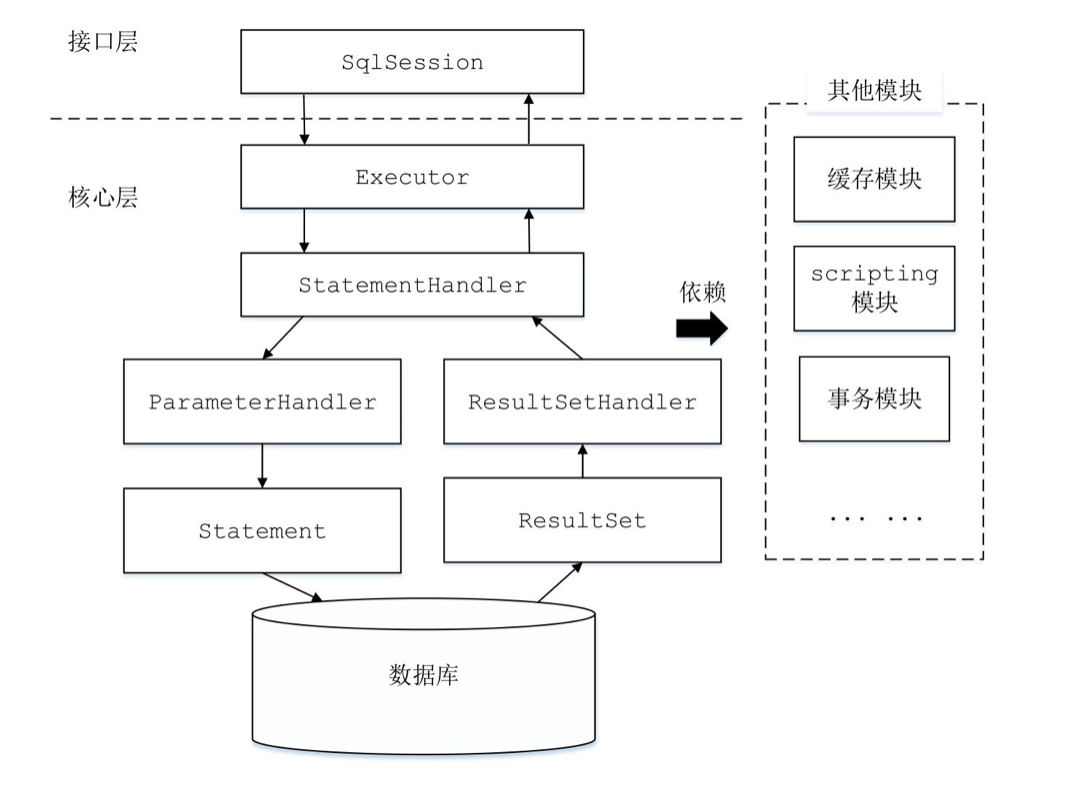 接口层
SqlSession
其他模块
核心层
Executor
缓存模块
StatementHandler
scripting
模块
依赖
ParameterHandler
ResultSetHandler
事务模块
Statement
ResultSet
... ...
数据库